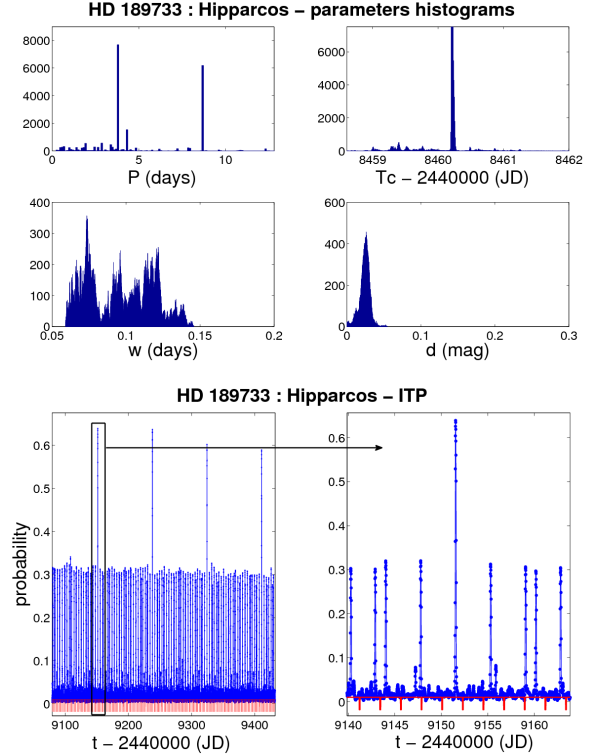 HD 189733 : Hipparcos − parameters histograms
8000
6000
4000
2000
0
0 5 10
P (days)
6000
4000
2000
0
8459 8460 8461 8462
Tc − 2440000 (JD)
400
300
200
100
0
0.05 0.1 0.15 0.2
w (days)
600
400
200
0
0 0.1 0.2 0.3
d (mag)
HD 189733 : Hipparcos − ITP
probability
0.6
0.5
0.4
0.3
0.2
0.1
0
9100 9200 9300 9400
t − 2440000 (JD)
0.6
0.5
0.4
0.3
0.2
0.1
0
9140 9145 9150 9155 9160
t − 2440000 (JD)